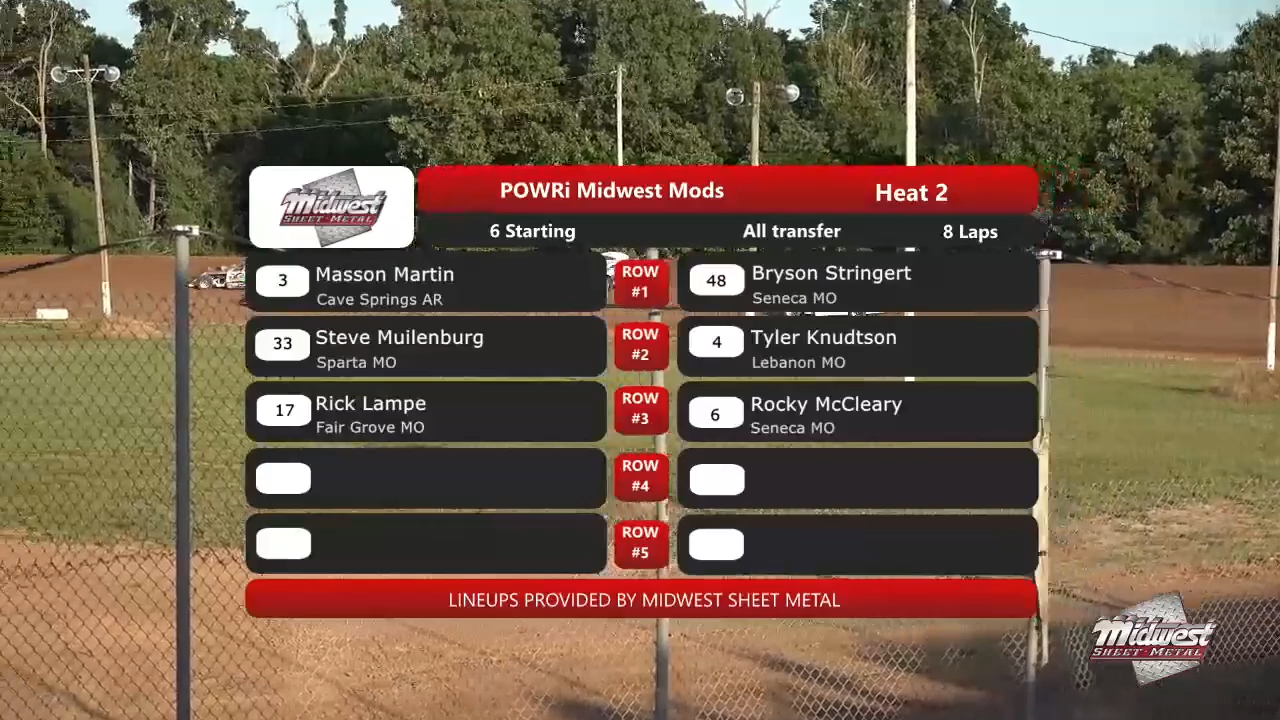 Midwest
SHEET·METAL
POWRi Midwest Mods
Heat 2
6 Starting
All transfer
8 Laps
3
Masson Martin
Cave Springs AR
ROW
#1
48
Bryson Stringert
Seneca MO
33
Steve Muilenburg
Sparta MO
ROW
#2
4
Tyler Knudtson
Lebanon MO
17
Rick Lampe
Fair Grove MO
ROW
#3
6
Rocky McCleary
Seneca MO
ROW
#4
ROW
#5
LINEUPS PROVIDED BY MIDWEST SHEET METAL
Midwest
SHEET·METAL